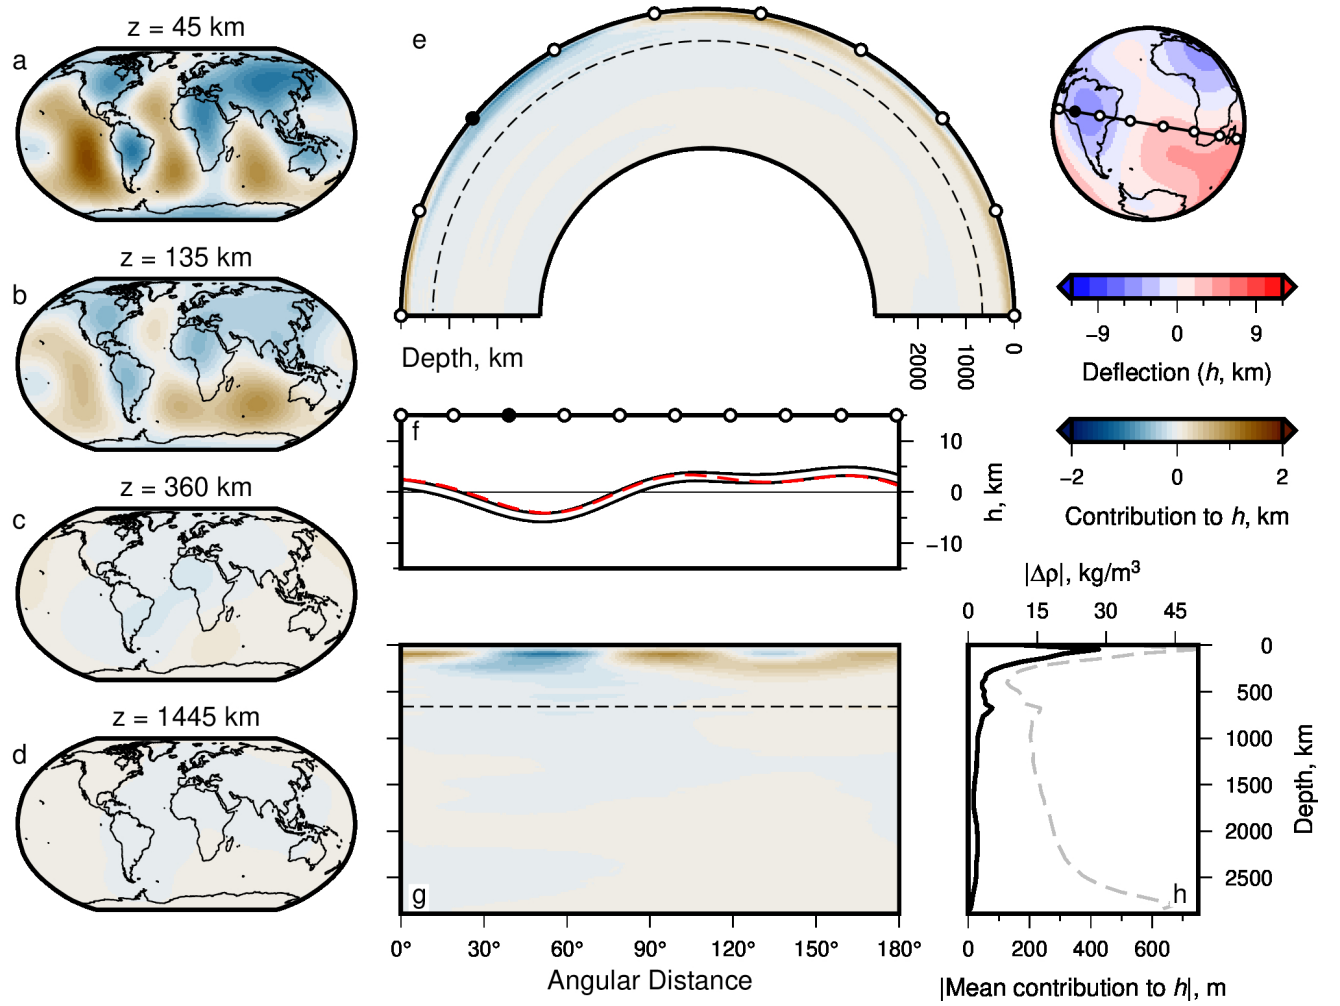 z = 45 km
a
z = 135 km
b
z = 360 km
c
z = 1445 km
d
e
Depth, km
2000
1000
0
−9 0 9
Deflection (h, km)
−2 0 2
Contribution to h, km
f
10
0
−10
h, km
g
0° 30° 60° 90° 120° 150° 180°
Angular Distance
|Δρ|, kg/m³
0 15 30 45
0
500
1000
1500
2000
2500
Depth, km
h
0 200 400 600
|Mean contribution to h|, m